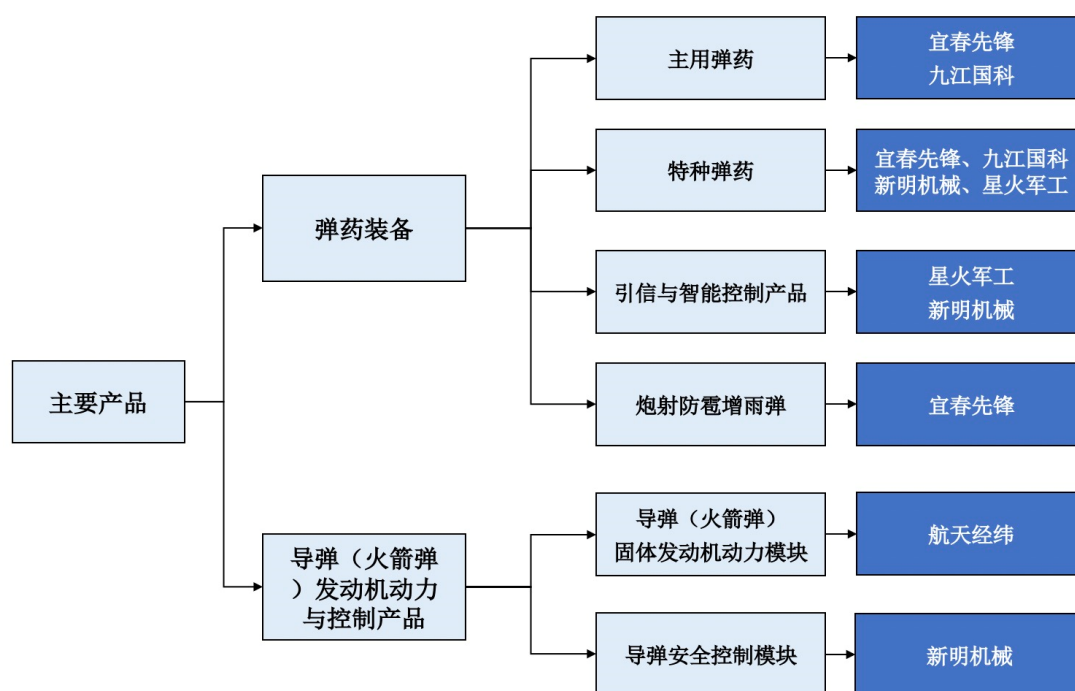 主要产品
弹药装备
主用弹药
宜春先锋
九江国科
特种弹药
宜春先锋、九江国科
新明机械、星火军工
引信与智能控制产品
星火军工
新明机械
炮射防雹增雨弹
宜春先锋
导弹（火箭弹
）发动机动力
与控制产品
导弹（火箭弹）
固体发动机动力模块
航天经纬
导弹安全控制模块
新明机械